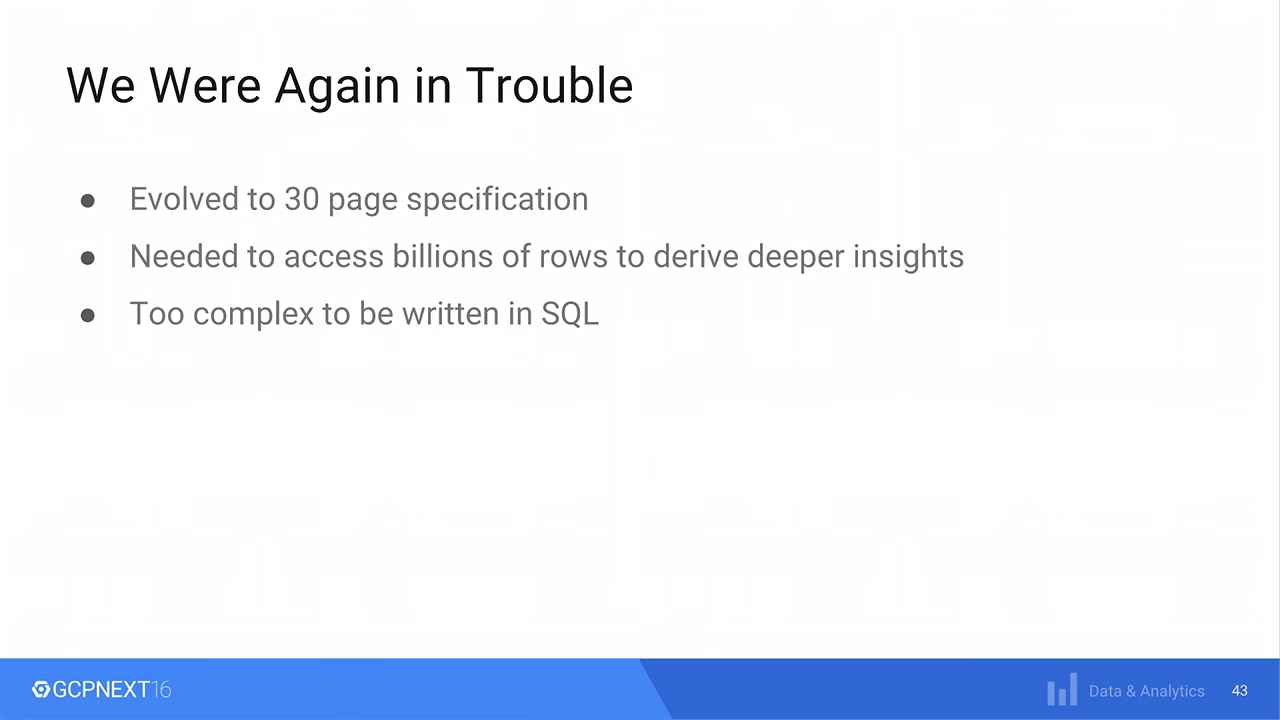 We Were Again in Trouble
● Evolved to 30 page specification
● Needed to access billions of rows to derive deeper insights
● Too complex to be written in SQL
GCPNEXT16
Data & Analytics
43